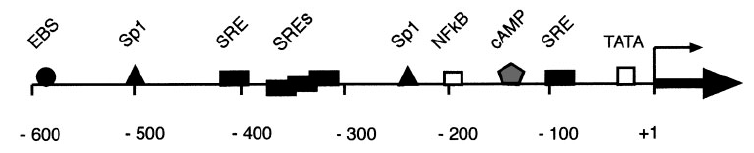 EBS Sp1 SRE SREs Sp1 NFkB cAMP SRE TATA
- 600 - 500 - 400 - 300 - 200 - 100 +1